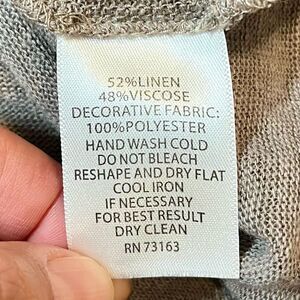 52%LINEN
48%VISCOSE
DECORATIVE FABRIC:
100%POLYESTER
HAND WASH COLD
DO NOT BLEACH
RESHAPE AND DRY FLAT
COOL IRON
IF NECESSARY
FOR BEST RESULT
DRY CLEAN
RN 73163